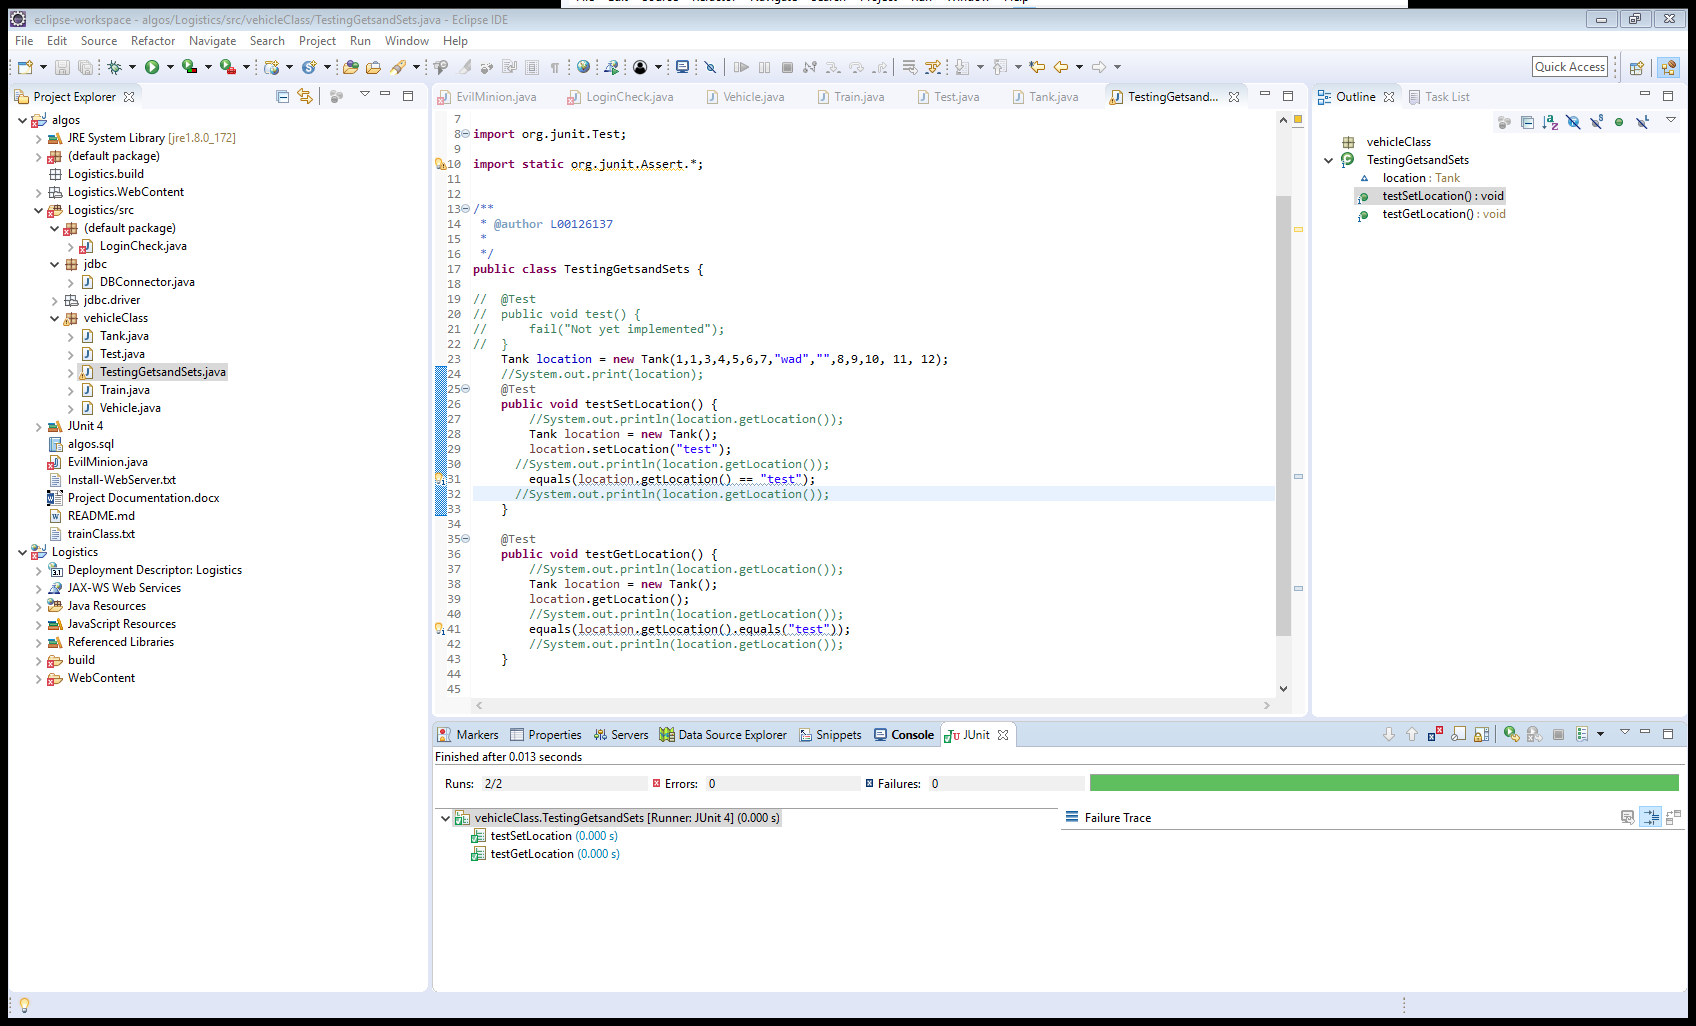 File Edit Source Refactor Navigate Search Project Run Window Help
eclipse-workspace - algos/Logistics/src/vehicleClass/TestingGetsandSets.java - Eclipse IDE
File Edit Source Refactor Navigate Search Project Run Window Help
Quick Access
Project Explorer
algos
JRE System Library [jre1.8.0_172]
(default package)
Logistics.build
Logistics.WebContent
Logistics/src
(default package)
LoginCheck.java
jdbc
DBConnector.java
jdbc.driver
vehicleClass
Tank.java
Test.java
TestingGetsandSets.java
Train.java
Vehicle.java
JUnit 4
algos.sql
EvilMinion.java
Install-WebServer.txt
Project Documentation.docx
README.md
trainClass.txt
Logistics
Deployment Descriptor: Logistics
JAX-WS Web Services
Java Resources
JavaScript Resources
Referenced Libraries
build
WebContent
EvilMinion.java LoginCheck.java Vehicle.java Train.java Test.java Tank.java TestingGetsand...
7
8 import org.junit.Test;
9
10 import static org.junit.Assert.*;
11
12
13 /**
14  * @author L00126137
15  *
16  */
17 public class TestingGetsandSets {
18
19 //  @Test
20 //  public void test() {
21 //      fail("Not yet implemented");
22 //  }
23     Tank location = new Tank(1,1,3,4,5,6,7,"wad","",8,9,10, 11, 12);
24     //System.out.print(location);
25     @Test
26     public void testSetLocation() {
27         //System.out.println(location.getLocation());
28         Tank location = new Tank();
29         location.setLocation("test");
30       //System.out.println(location.getLocation());
31         equals(location.getLocation() == "test");
32       //System.out.println(location.getLocation());
33     }
34
35     @Test
36     public void testGetLocation() {
37         //System.out.println(location.getLocation());
38         Tank location = new Tank();
39         location.getLocation();
40         //System.out.println(location.getLocation());
41         equals(location.getLocation().equals("test"));
42         //System.out.println(location.getLocation());
43     }
44
45
Outline Task List
vehicleClass
TestingGetsandSets
location : Tank
testSetLocation() : void
testGetLocation() : void
Markers Properties Servers Data Source Explorer Snippets Console JUnit
Finished after 0.013 seconds
Runs: 2/2 Errors: 0 Failures: 0
vehicleClass.TestingGetsandSets [Runner: JUnit 4] (0.000 s)
testSetLocation (0.000 s)
testGetLocation (0.000 s)
Failure Trace